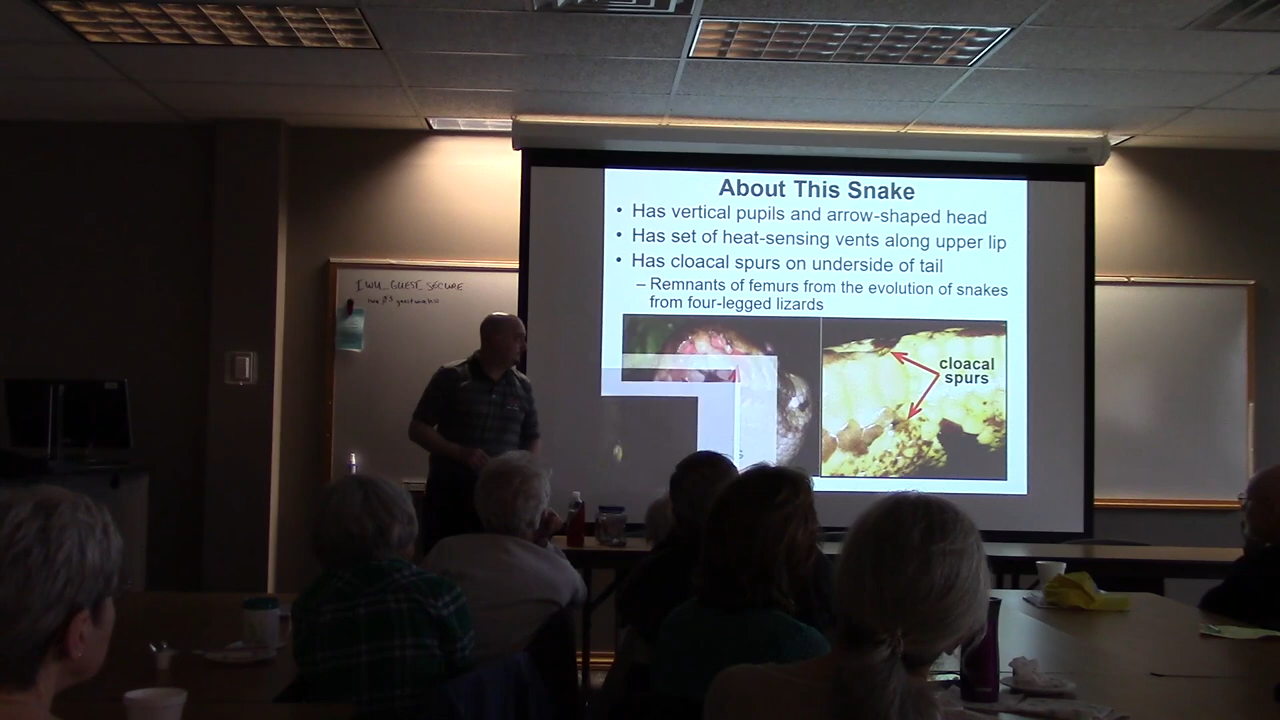 About This Snake
• Has vertical pupils and arrow-shaped head
• Has set of heat-sensing vents along upper lip
• Has cloacal spurs on underside of tail
– Remnants of femurs from the evolution of snakes
from four-legged lizards
cloacal
spurs
IWU_GUEST_SECURE